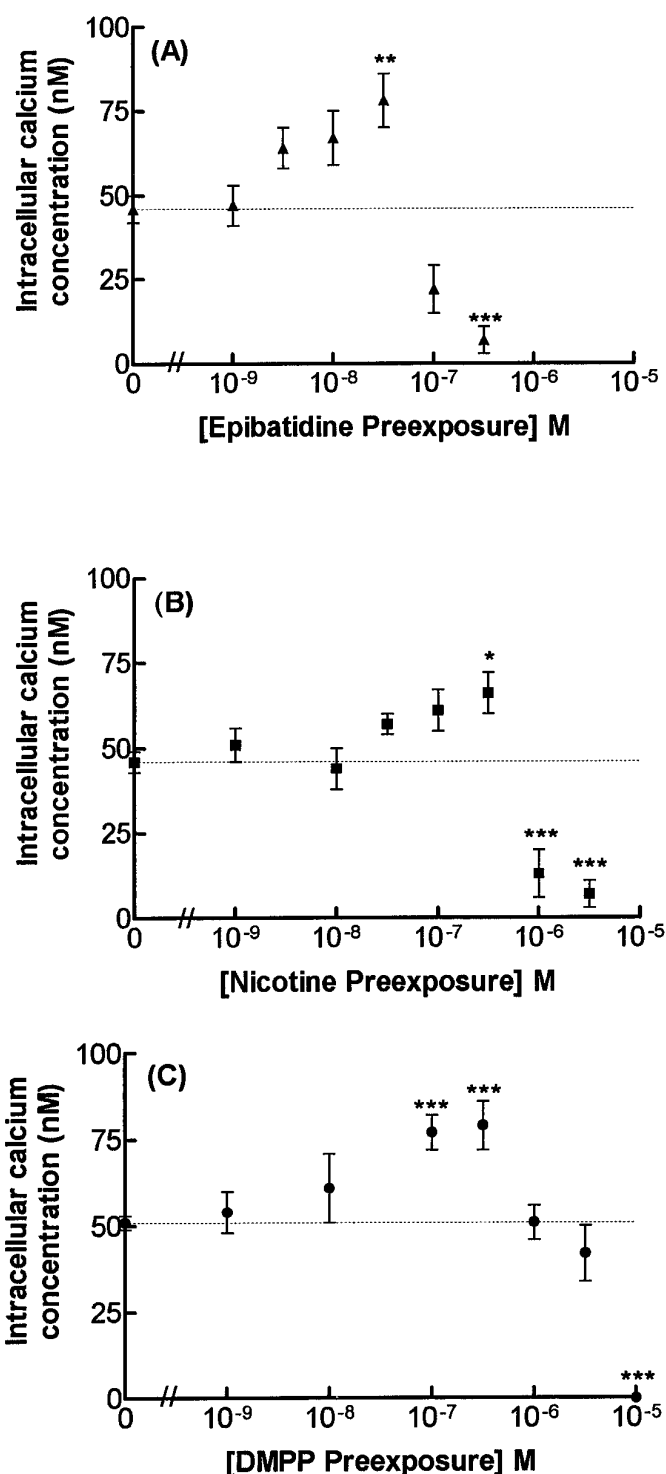 (A)
Intracellular calcium
concentration (nM)
100
75
50
25
0
**
***
0 // 10⁻⁹ 10⁻⁸ 10⁻⁷ 10⁻⁶ 10⁻⁵
[Epibatidine Preexposure] M
(B)
Intracellular calcium
concentration (nM)
100
75
50
25
0
*
***
***
0 // 10⁻⁹ 10⁻⁸ 10⁻⁷ 10⁻⁶ 10⁻⁵
[Nicotine Preexposure] M
(C)
Intracellular calcium
concentration (nM)
100
75
50
25
0
***
***
***
0 // 10⁻⁹ 10⁻⁸ 10⁻⁷ 10⁻⁶ 10⁻⁵
[DMPP Preexposure] M